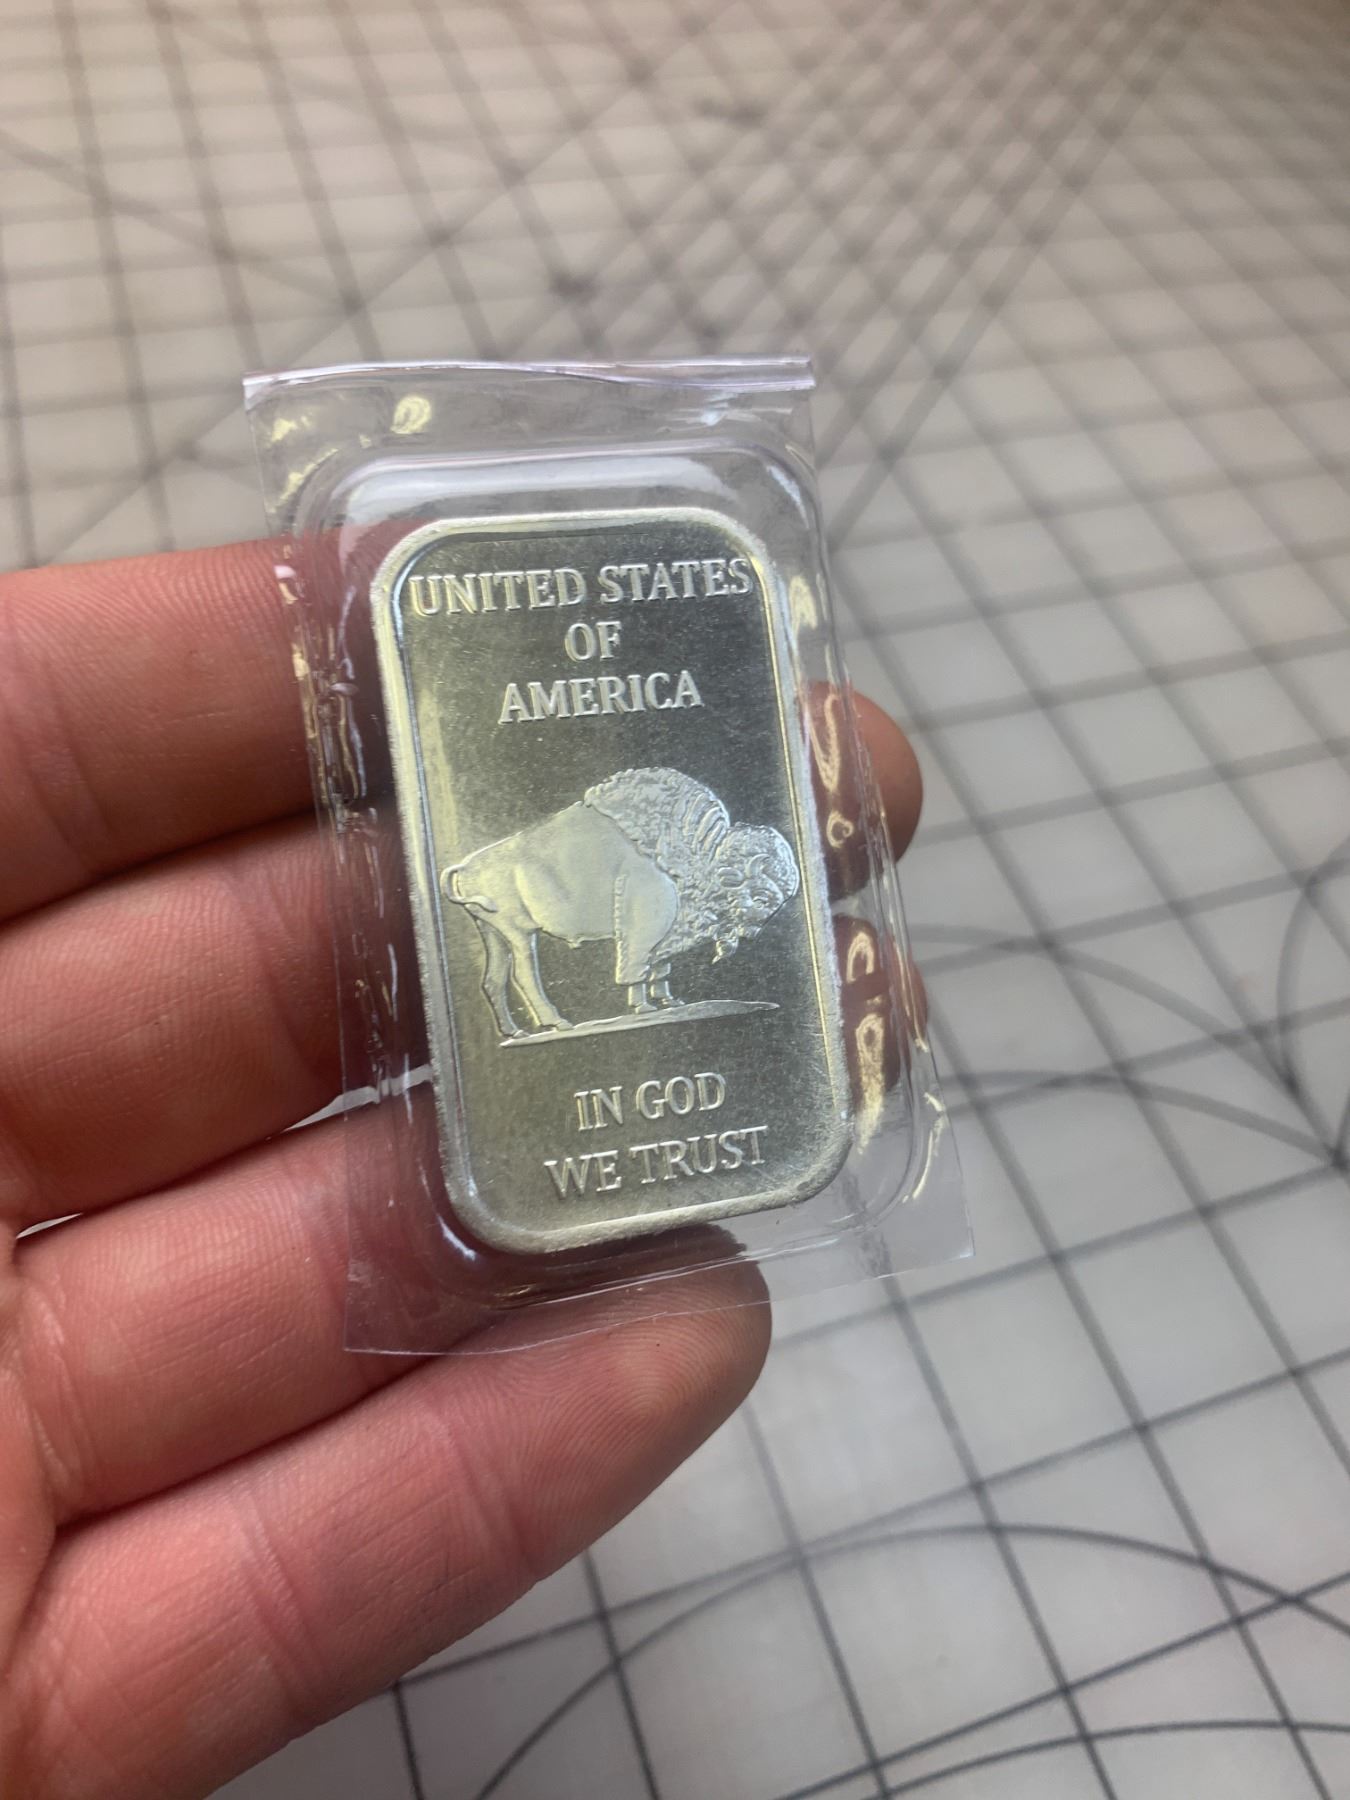 UNITED STATES
OF
AMERICA
IN GOD
WE TRUST